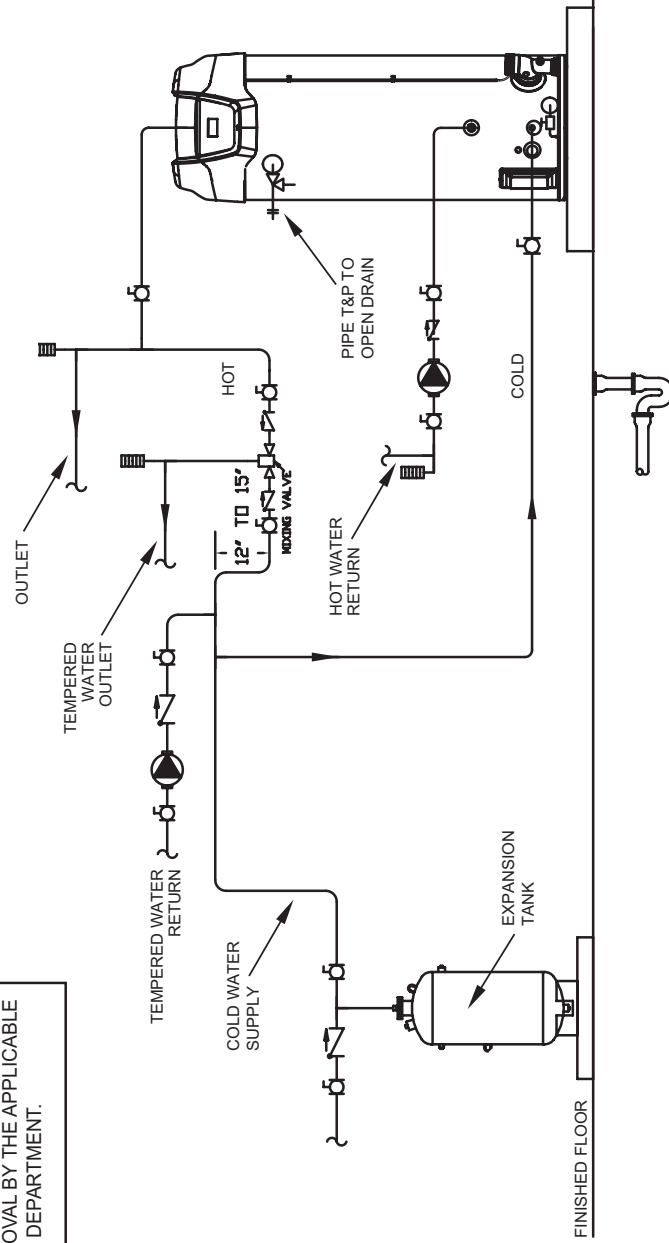 OVAL BY THE APPLICABLE
DEPARTMENT.
OUTLET
TEMPERED
WATER
OUTLET
TEMPERED WATER
RETURN
COLD WATER
SUPPLY
12" TO 15"
MIXING VALVE
HOT
PIPE T&P TO
OPEN DRAIN
HOT WATER
RETURN
COLD
EXPANSION
TANK
FINISHED FLOOR